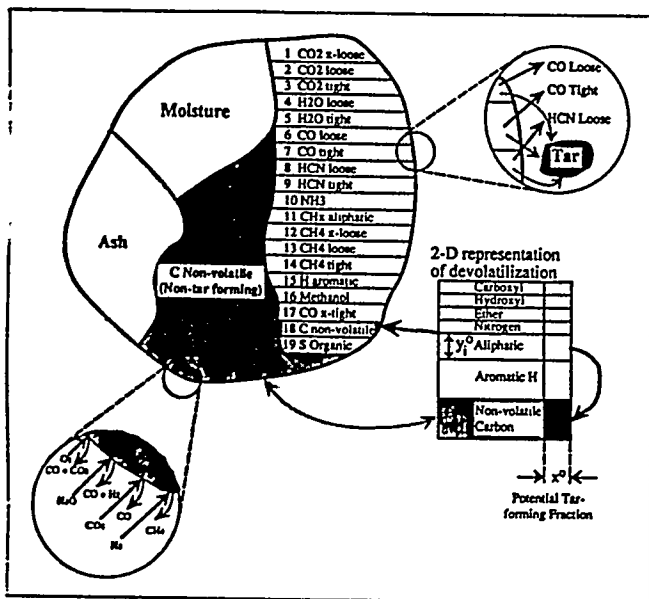 Moisture
Ash
C Non-volatile
(Non-tar forming)
1 CO2 x-loose
2 CO2 loose
3 CO2 tight
4 H2O loose
5 H2O tight
6 CO loose
7 CO tight
8 HCN loose
9 HCN tight
10 NH3
11 CHx aliphatic
12 CH4 x-loose
13 CH4 loose
14 CH4 tight
15 H aromatic
16 Methanol
17 CO x-tight
18 C non-volatile
19 S Organic
CO Loose
CO Tight
HCN Loose
Tar
2-D representation
of devolatilization
Carboxyl
Hydroxyl
Ether
Nitrogen
yi° Aliphatic
Aromatic H
Non-volatile
Carbon
x°
Potential Tar-
forming Fraction
O2
CO + CO2
H2O
CO + H2
CO2
CO
H2
CH4